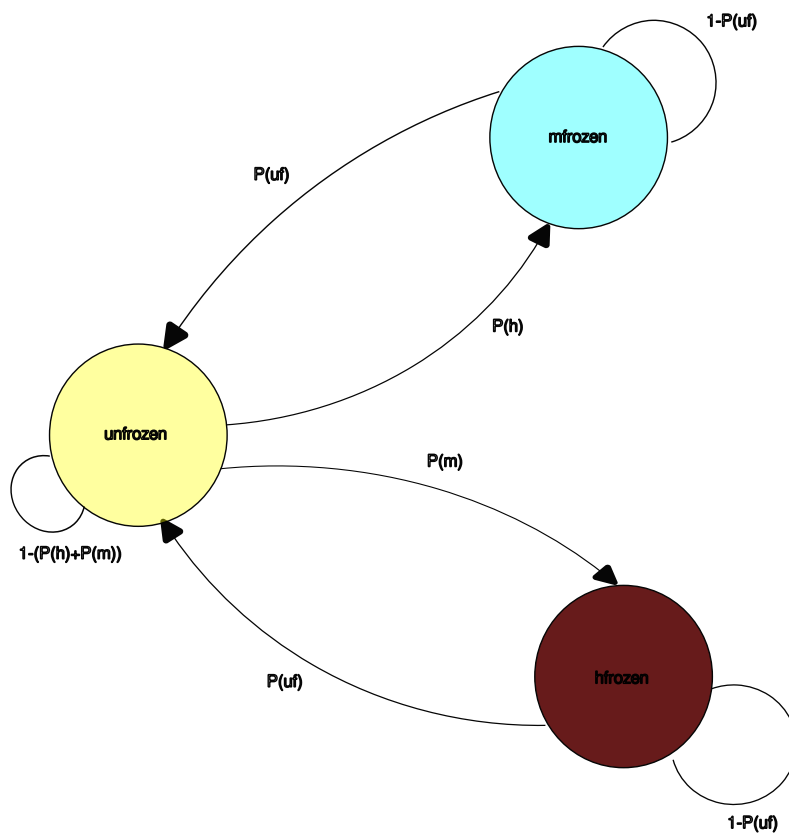 1-P(uf)
mfrozen
P(uf)
P(h)
unfrozen
P(m)
1-(P(h)+P(m))
hfrozen
P(uf)
1-P(uf)